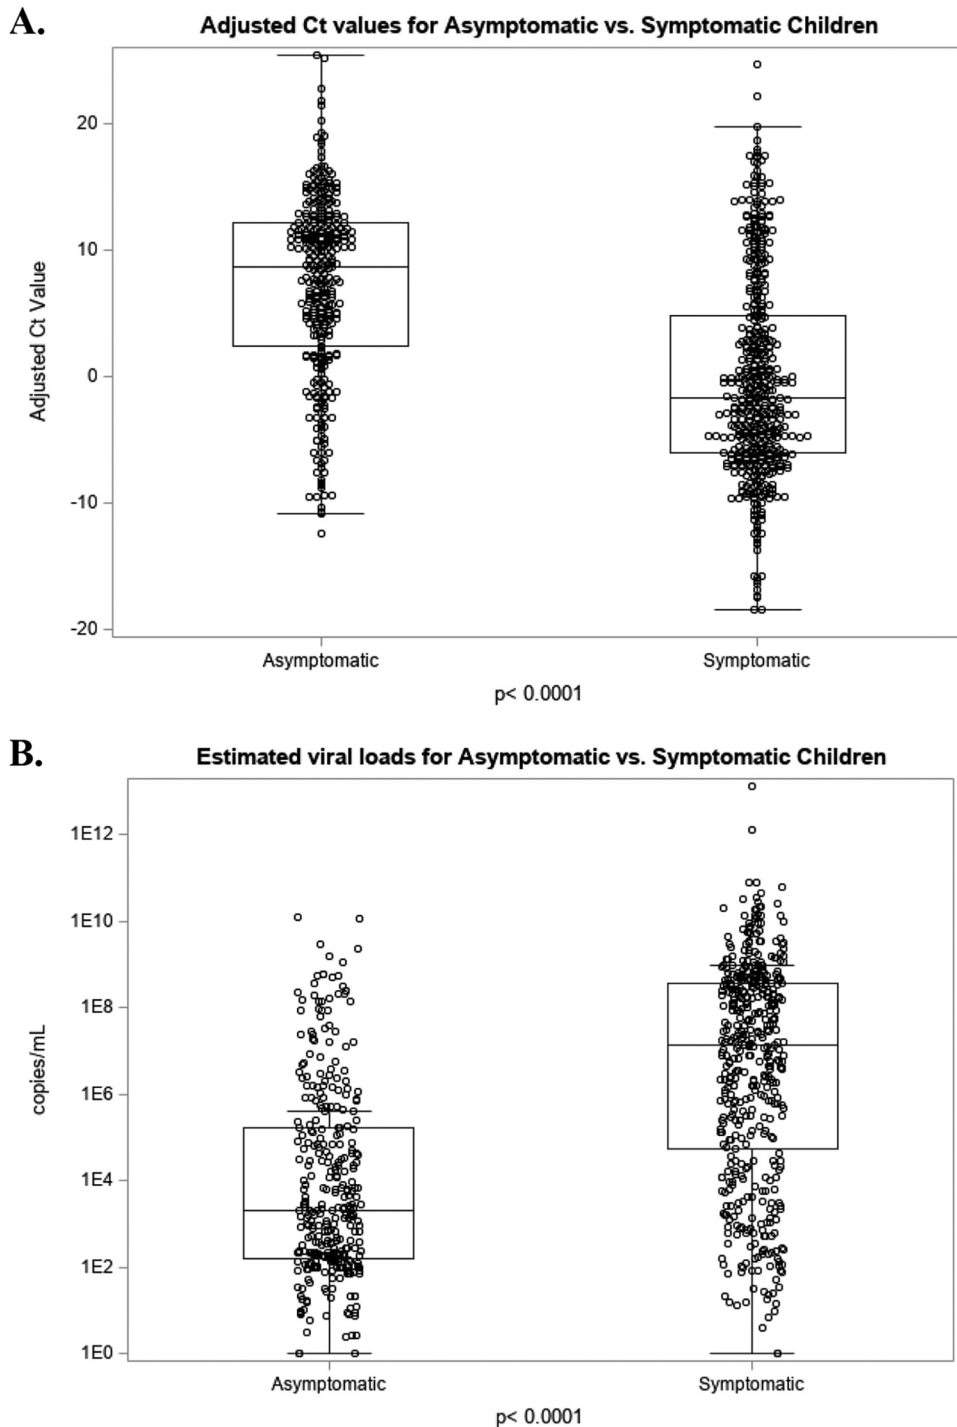 A.
Adjusted Ct values for Asymptomatic vs. Symptomatic Children
Adjusted Ct Value
20
10
0
-10
-20
Asymptomatic Symptomatic
p< 0.0001
B.
Estimated viral loads for Asymptomatic vs. Symptomatic Children
copies/mL
1E12
1E10
1E8
1E6
1E4
1E2
1E0
Asymptomatic Symptomatic
p< 0.0001